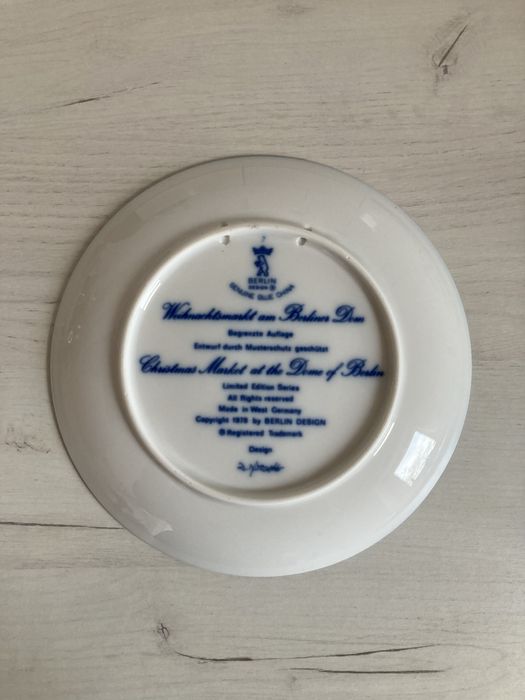 BERLIN
DESIGN ®
GENUINE BLUE CHINA
Weihnachtsmarkt am Berliner Dom
Begrenzte Auflage
Entwurf durch Musterschutz geschützt
Christmas Market at the Dome of Berlin
Limited Edition Series
All Rights reserved
Made in West Germany
Copyright 1979 by BERLIN DESIGN
® Registered Trademark
Design